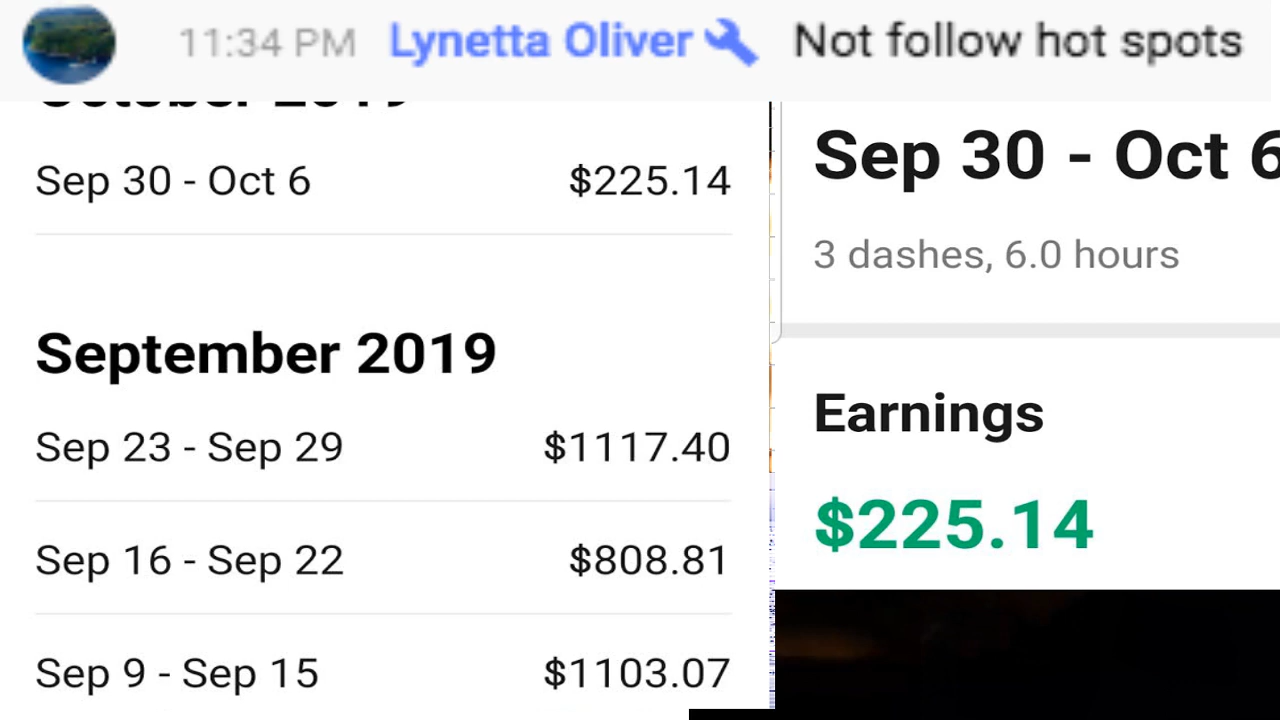 11:34 PM Lynetta Oliver Not follow hot spots
October 2019
Sep 30 - Oct 6 $225.14
September 2019
Sep 23 - Sep 29 $1117.40
Sep 16 - Sep 22 $808.81
Sep 9 - Sep 15 $1103.07
Sep 30 - Oct 6
3 dashes, 6.0 hours
Earnings
$225.14